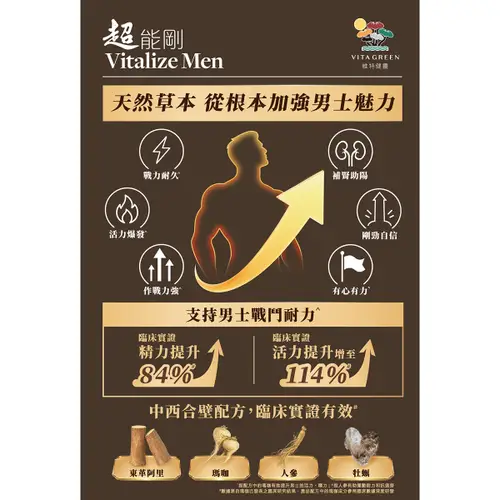 超能剛
Vitalize Men
VITAGREEN
維特健靈
天然草本 從根本加強男士魅力
戰力耐久^
補腎助陽
活力爆發^
剛勁自信
作戰力強^
有心有力^
支持男士戰鬥耐力^
臨床實證
精力提升
84%*
臨床實證
活力提升增至
114%*
中西合壁配方，臨床實證有效#
東革阿里
瑪咖
人參
牡蠣